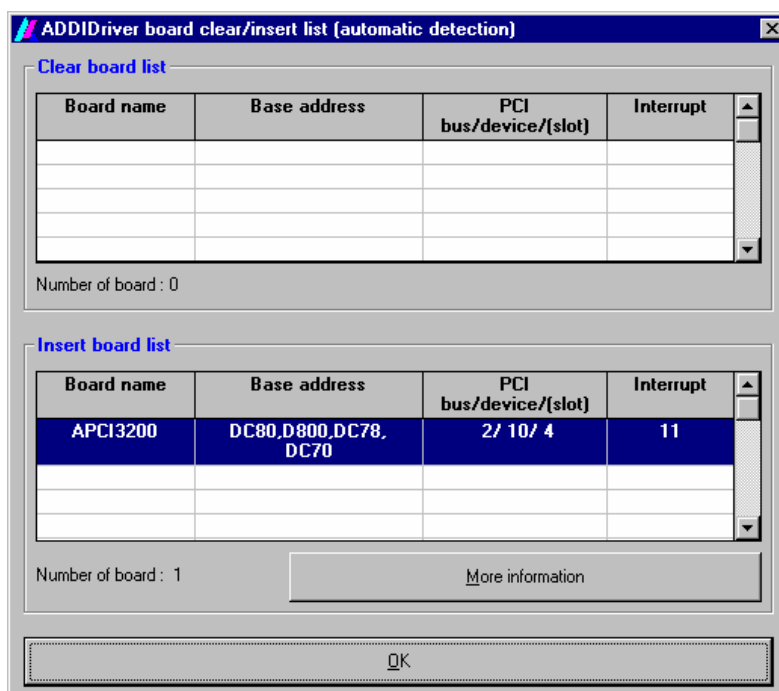 ADDIDriver board clear/insert list (automatic detection)
Clear board list
Board name Base address PCI bus/device/(slot) Interrupt
Number of board : 0
Insert board list
Board name Base address PCI bus/device/(slot) Interrupt
APCI3200 DC80,D800,DC78, DC70 2/ 10/ 4 11
Number of board : 1 More information
OK